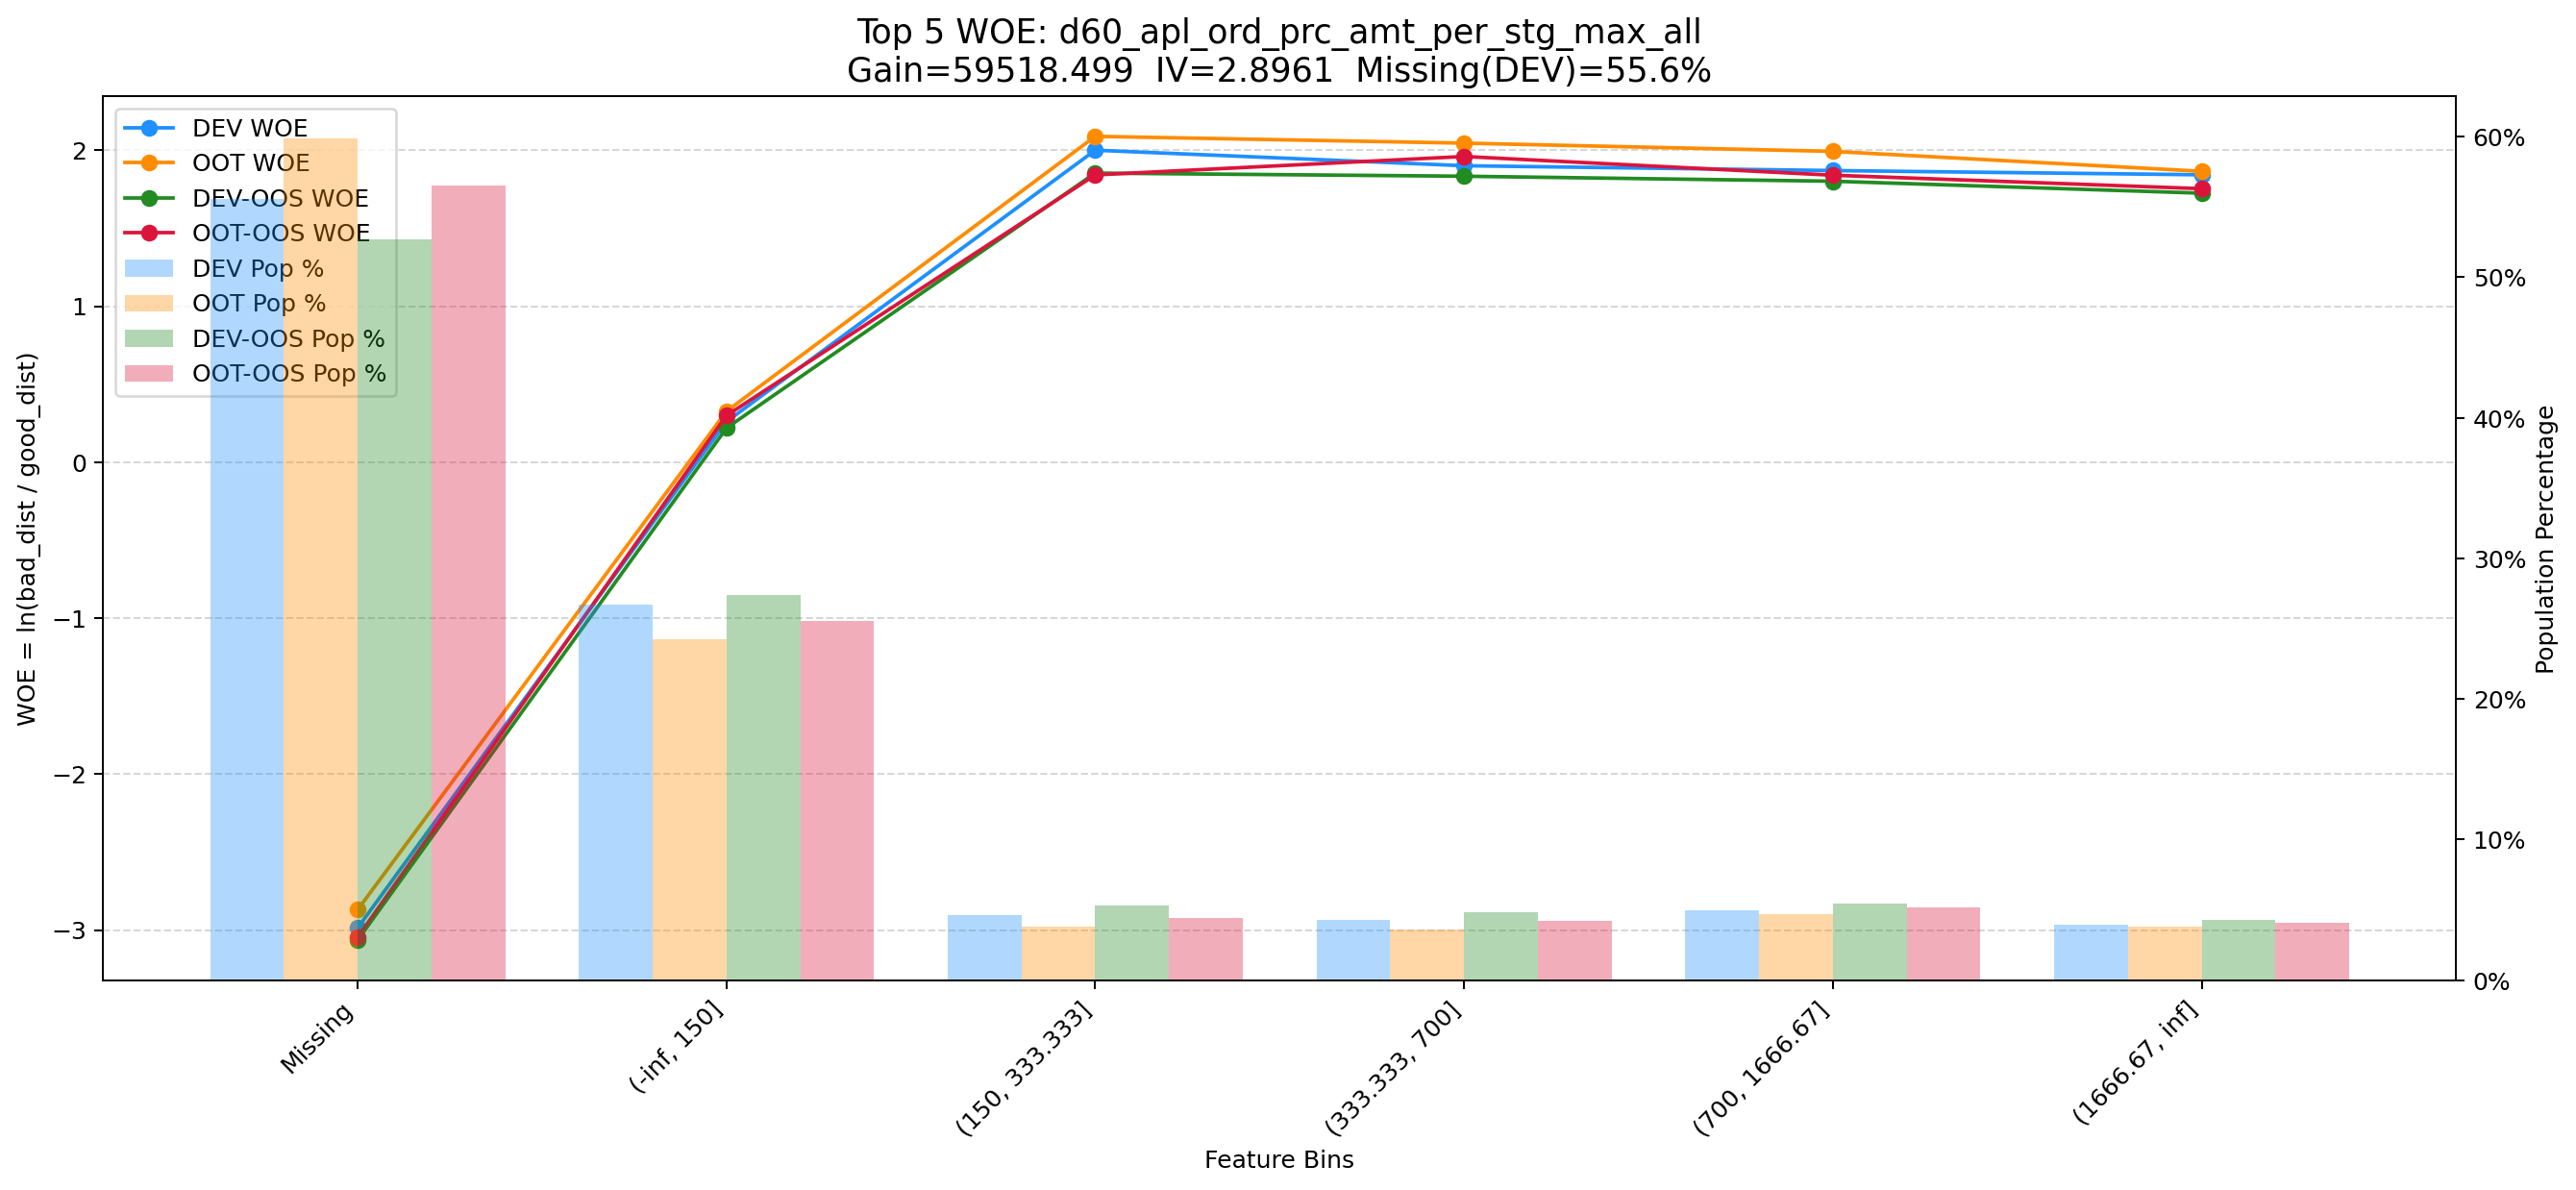 Top 5 WOE: d60_apl_ord_prc_amt_per_stg_max_all
Gain=59518.499  IV=2.8961  Missing(DEV)=55.6%
DEV WOE
OOT WOE
DEV-OOS WOE
OOT-OOS WOE
DEV Pop %
OOT Pop %
DEV-OOS Pop %
OOT-OOS Pop %
WOE = ln(bad_dist / good_dist)
2
1
0
−1
−2
−3
60%
50%
40%
30%
20%
10%
0%
Population Percentage
Missing
(-inf, 150]
(150, 333.333]
(333.333, 700]
(700, 1666.67]
(1666.67, inf]
Feature Bins